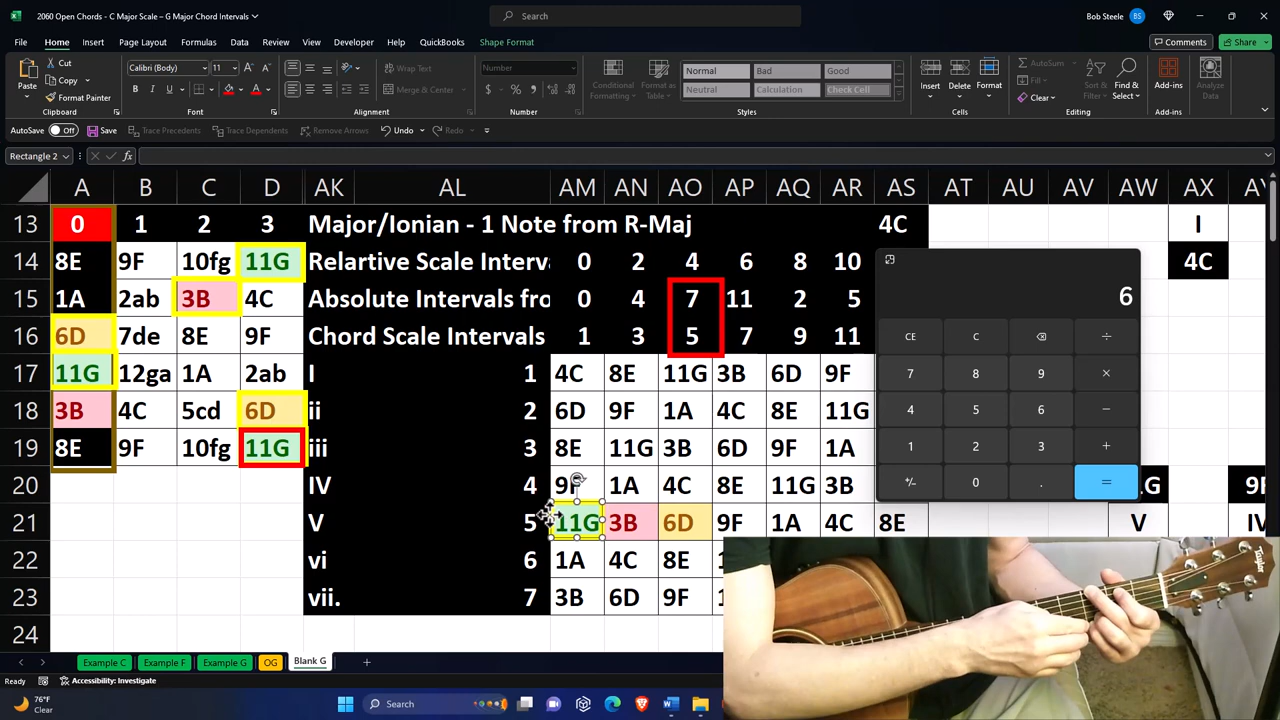 2060 Open Chords - C Major Scale – G Major Chord Intervals
Search
Bob Steele BS
File Home Insert Page Layout Formulas Data Review View Developer Help QuickBooks Shape Format Comments Share
Paste Cut Copy Format Painter
Calibri (Body) 11 Wrap Text Merge & Center Number
Conditional Formatting Format as Table Normal Bad Good Neutral Calculation Check Cell
Insert Delete Format AutoSum Fill Clear Sort & Filter Find & Select Add-ins Analyze Data
Clipboard Font Alignment Number Styles Cells Editing Add-ins
AutoSave Off Save Trace Precedents Trace Dependents Remove Arrows Undo Redo
Rectangle 2 fx
A B C D AK AL AM AN AO AP AQ AR AS AT AU AV AW AX
13 0 1 2 3 Major/Ionian - 1 Note from R-Maj 4C I
14 8E 9F 10fg 11G Relartive Scale Interv 0 2 4 6 8 10 4C
15 1A 2ab 3B 4C Absolute Intervals fro 0 4 7 11 2 5
16 6D 7de 8E 9F Chord Scale Intervals 1 3 5 7 9 11
17 11G 12ga 1A 2ab I 1 4C 8E 11G 3B 6D 9F
18 3B 4C 5cd 6D ii 2 6D 9F 1A 4C 8E 11G
19 8E 9F 10fg 11G iii 3 8E 11G 3B 6D 9F 1A
20 IV 4 9F 1A 4C 8E 11G 3B
21 V 5 11G 3B 6D 9F 1A 4C 8E V IV
22 vi 6 1A 4C 8E
23 vii. 7 3B 6D 9F
24
6
CE C ÷
7 8 9 ×
4 5 6 −
1 2 3 +
+/- 0 . =
Taylor
Example C Example F Example G OG Blank G +
Ready Accessibility: Investigate
76°F
Clear
Search